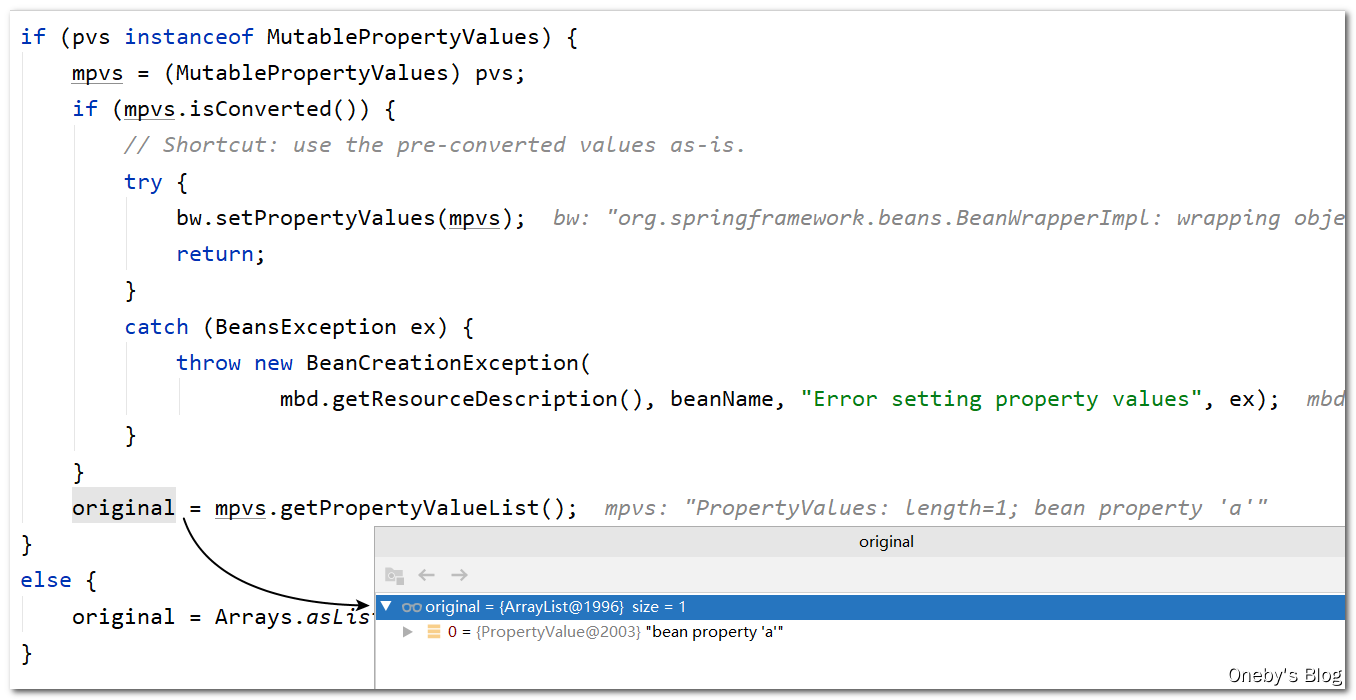 if (pvs instanceof MutablePropertyValues) {
mpvs = (MutablePropertyValues) pvs;
if (mpvs.isConverted()) {
// Shortcut: use the pre-converted values as-is.
try {
bw.setPropertyValues(mpvs); bw: "org.springframework.beans.BeanWrapperImpl: wrapping obje
return;
}
catch (BeansException ex) {
throw new BeanCreationException(
mbd.getResourceDescription(), beanName, "Error setting property values", ex); mbd
}
}
original = mpvs.getPropertyValueList(); mpvs: "PropertyValues: length=1; bean property 'a'"
}
else {
original = Arrays.asLis
}
original
original = {ArrayList@1996} size = 1
0 = {PropertyValue@2003} "bean property 'a'"
Oneby's Blog